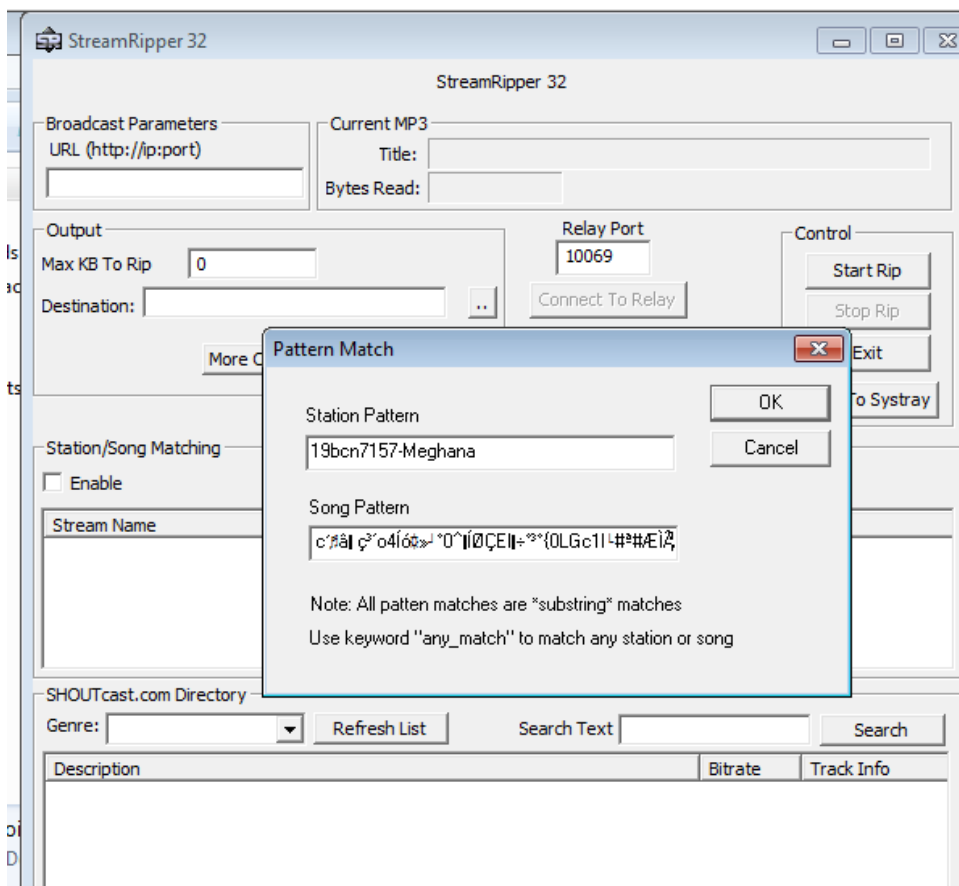 StreamRipper 32
StreamRipper 32
Broadcast Parameters
URL (http://ip:port)
Current MP3
Title:
Bytes Read:
Output
Max KB To Rip
0
Destination:
..
More
Relay Port
10069
Connect To Relay
Control
Start Rip
Stop Rip
Exit
To Systray
Pattern Match
Station Pattern
19bcn7157-Meghana
Song Pattern
OK
Cancel
Note: All patten matches are *substring* matches
Use keyword "any_match" to match any station or song
Station/Song Matching
Enable
Stream Name
SHOUTcast.com Directory
Genre:
Refresh List
Search Text
Search
Description
Bitrate
Track Info